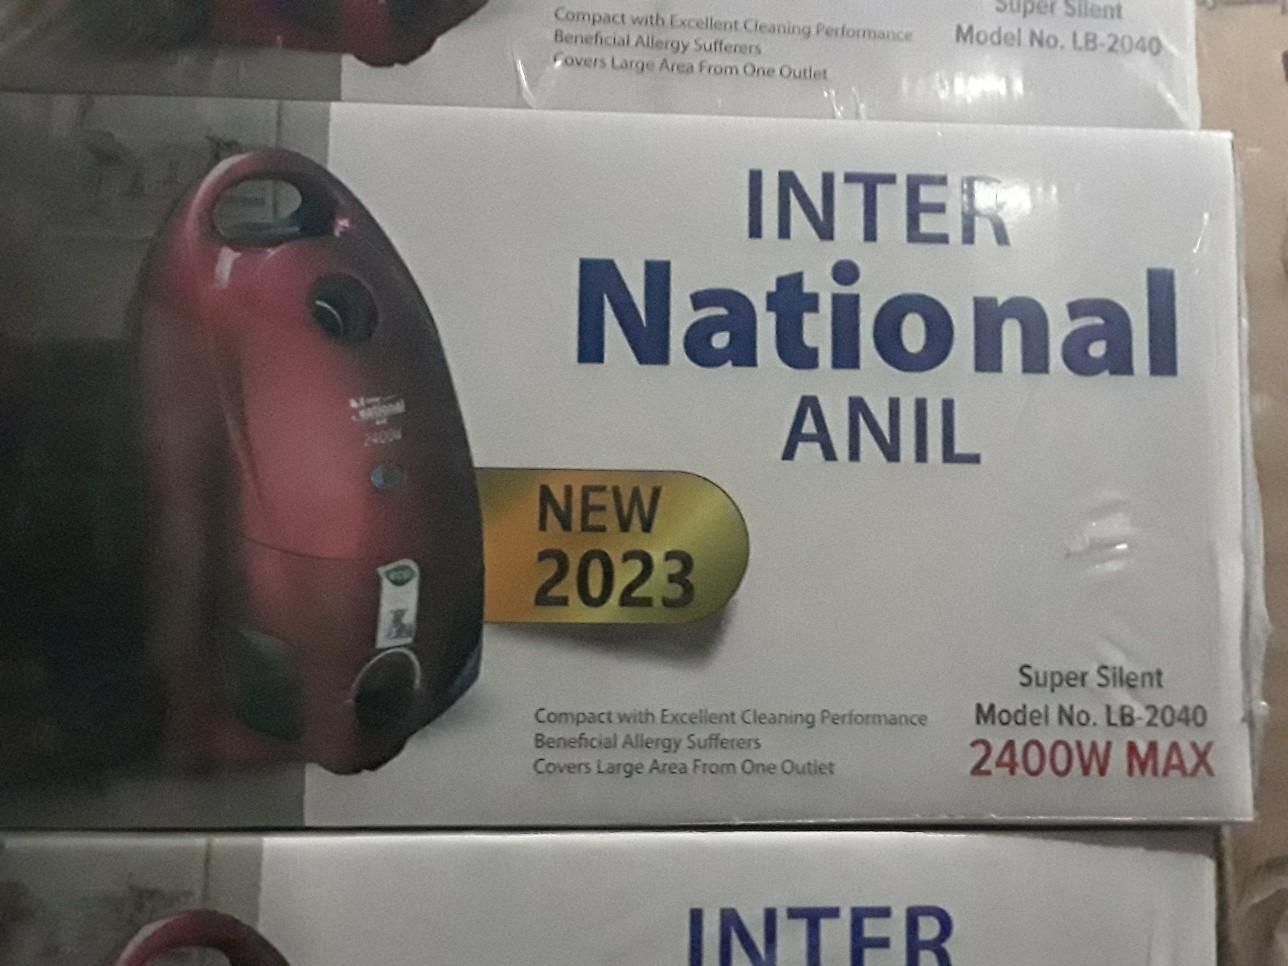 Super Silent
Compact with Excellent Cleaning Performance
Model No. LB-2040
Beneficial Allergy Sufferers
Covers Large Area From One Outlet
INTER
National
ANIL
national
2400W
NEW
2023
Super Silent
Compact with Excellent Cleaning Performance
Model No. LB-2040
Beneficial Allergy Sufferers
2400W MAX
Covers Large Area From One Outlet
INTER